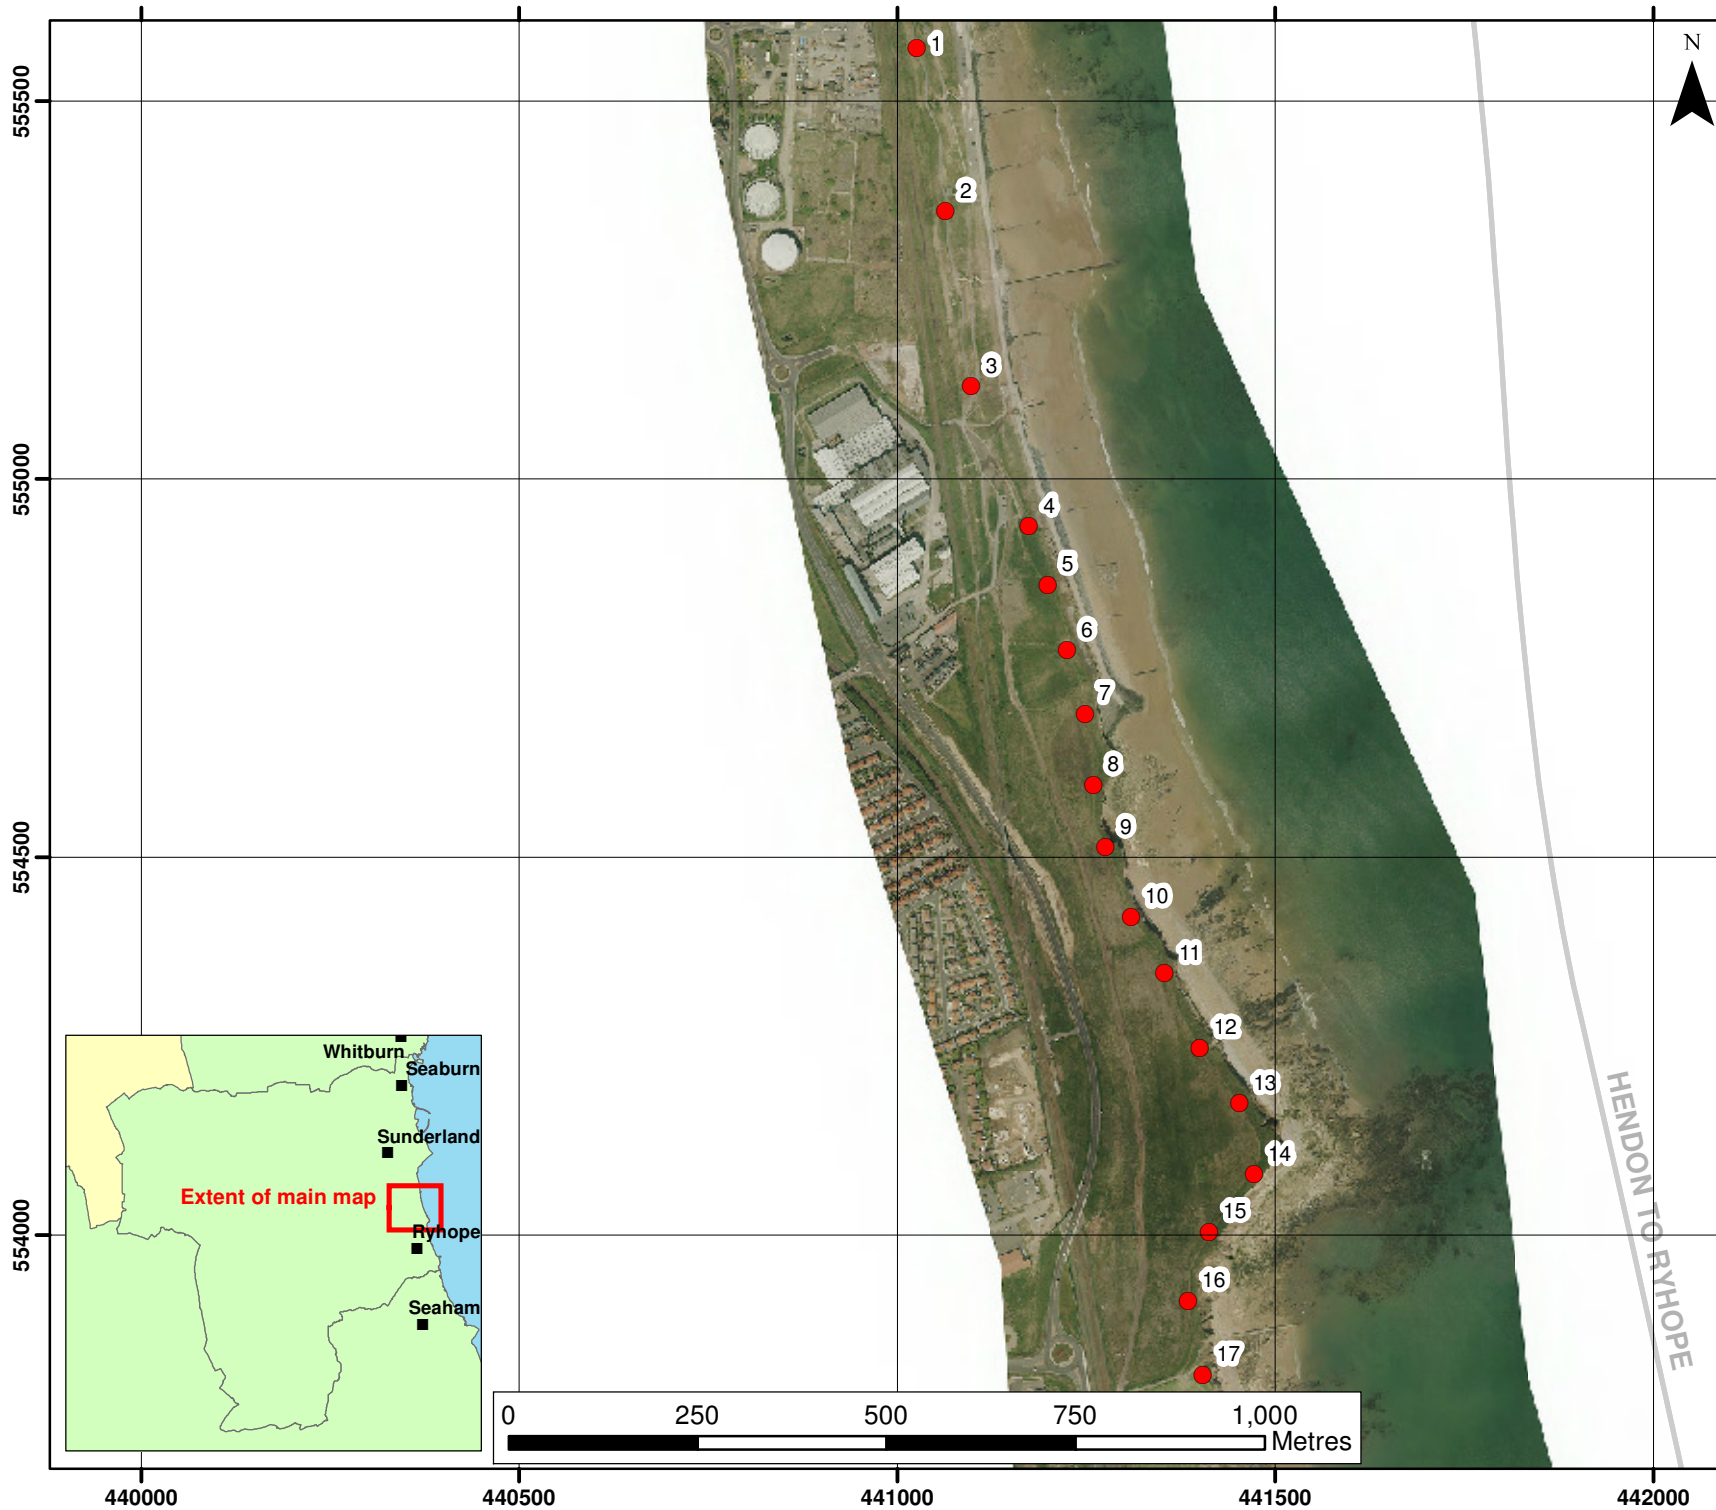 N
1
2
3
4
5
6
7
8
9
10
11
12
13
14
15
16
17
555500
555000
554500
554000
HENDON TO RYHOPE
Whitburn
Seaburn
Sunderland
Extent of main map
Ryhope
Seaham
0 250 500 750 1,000
Metres
440000 440500 441000 441500 442000